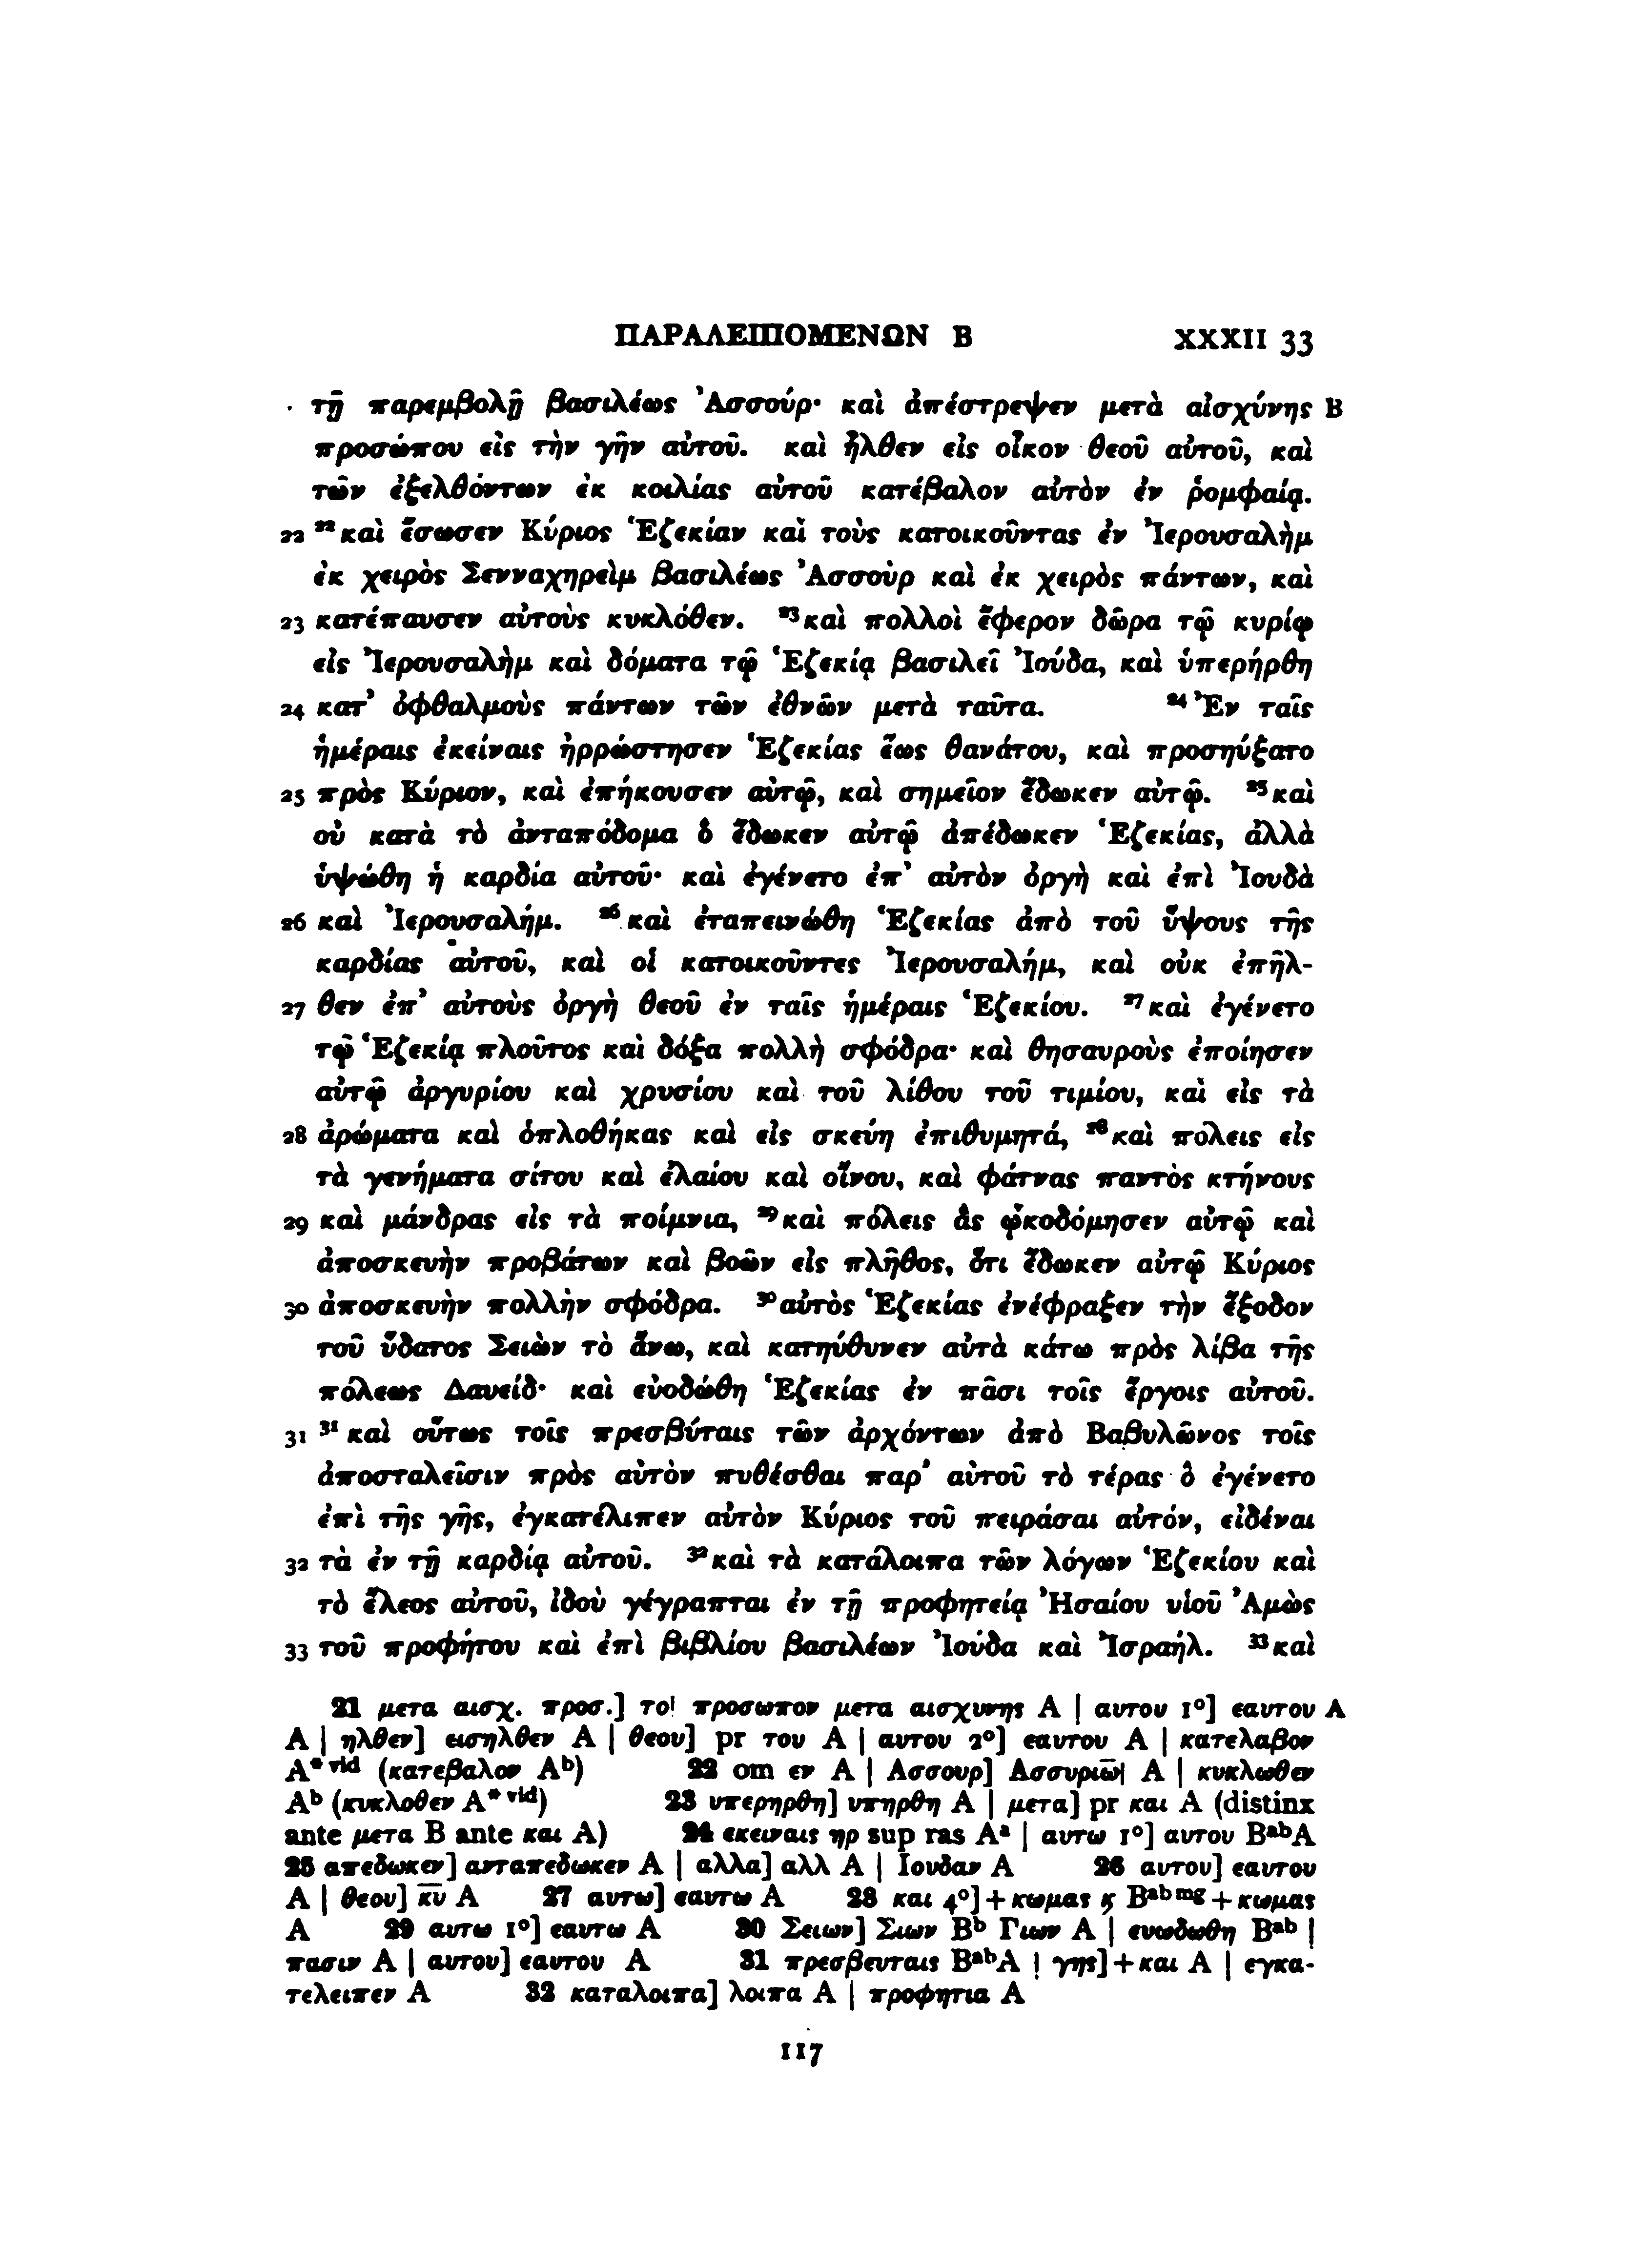 ΠΑΡΑΛΕΙΠΟΜΕΝΩΝ Β XXXII 33
τῇ παρεμβολῇ βασιλέως Ἀσσούρ· καὶ ἀπέστρεψεν μετὰ αἰσχύνης B
προσώπου εἰς τὴν γῆν αὐτοῦ. καὶ ἦλθεν εἰς οἶκον θεοῦ αὐτοῦ, καὶ
τῶν ἐξελθόντων ἐκ κοιλίας αὐτοῦ κατέβαλον αὐτὸν ἐν ῥομφαίᾳ.
22 ²²καὶ ἔσωσεν Κύριος Ἑζεκίαν καὶ τοὺς κατοικοῦντας ἐν Ἰερουσαλὴμ
ἐκ χειρὸς Σενναχηρεὶμ βασιλέως Ἀσσοὺρ καὶ ἐκ χειρὸς πάντων, καὶ
23 κατέπαυσεν αὐτοὺς κυκλόθεν. ²³καὶ πολλοὶ ἔφερον δῶρα τῷ κυρίῳ
εἰς Ἰερουσαλὴμ καὶ δόματα τῷ Ἑζεκίᾳ βασιλεῖ Ἰούδα, καὶ ὑπερήρθη
24 κατ’ ὀφθαλμοὺς πάντων τῶν ἐθνῶν μετὰ ταῦτα. ²⁴Ἐν ταῖς
ἡμέραις ἐκείναις ἠρρώστησεν Ἑζεκίας ἕως θανάτου, καὶ προσηύξατο
25 πρὸς Κύριον, καὶ ἐπήκουσεν αὐτῷ, καὶ σημεῖον ἔδωκεν αὐτῷ. ²⁵καὶ
οὐ κατὰ τὸ ἀνταπόδομα ὃ ἔδωκεν αὐτῷ ἀπέδωκεν Ἑζεκίας, ἀλλὰ
ὑψώθη ἡ καρδία αὐτοῦ· καὶ ἐγένετο ἐπ’ αὐτὸν ὀργὴ καὶ ἐπὶ Ἰουδὰ
26 καὶ Ἰερουσαλήμ. ²⁶καὶ ἐταπεινώθη Ἑζεκίας ἀπὸ τοῦ ὕψους τῆς
καρδίας αὐτοῦ, καὶ οἱ κατοικοῦντες Ἰερουσαλήμ, καὶ οὐκ ἐπῆλ-
27 θεν ἐπ’ αὐτοὺς ὀργὴ θεοῦ ἐν ταῖς ἡμέραις Ἑζεκίου. ²⁷καὶ ἐγένετο
τῷ Ἑζεκίᾳ πλοῦτος καὶ δόξα πολλὴ σφόδρα· καὶ θησαυροὺς ἐποίησεν
αὐτῷ ἀργυρίου καὶ χρυσίου καὶ τοῦ λίθου τοῦ τιμίου, καὶ εἰς τὰ
28 ἀρώματα καὶ ὁπλοθήκας καὶ εἰς σκεύη ἐπιθυμητά, ²⁸καὶ πόλεις εἰς
τὰ γενήματα σίτου καὶ ἐλαίου καὶ οἴνου, καὶ φάτνας παντὸς κτήνους
29 καὶ μάνδρας εἰς τὰ ποίμνια, ²⁹καὶ πόλεις ἃς ᾠκοδόμησεν αὐτῷ καὶ
ἀποσκευὴν προβάτων καὶ βοῶν εἰς πλῆθος, ὅτι ἔδωκεν αὐτῷ Κύριος
30 ἀποσκευὴν πολλὴν σφόδρα. ³⁰αὐτὸς Ἑζεκίας ἐνέφραξεν τὴν ἔξοδον
τοῦ ὕδατος Σειὼν τὸ ἄνω, καὶ κατηύθυνεν αὐτὰ κάτω πρὸς λίβα τῆς
πόλεως Δαυείδ· καὶ εὐοδώθη Ἑζεκίας ἐν πᾶσι τοῖς ἔργοις αὐτοῦ.
31 ³¹καὶ οὕτως τοῖς πρεσβύταις τῶν ἀρχόντων ἀπὸ Βαβυλῶνος τοῖς
ἀποσταλεῖσιν πρὸς αὐτὸν πυθέσθαι παρ’ αὐτοῦ τὸ τέρας ὃ ἐγένετο
ἐπὶ τῆς γῆς, ἐγκατέλιπεν αὐτὸν Κύριος τοῦ πειράσαι αὐτόν, εἰδέναι
32 τὰ ἐν τῇ καρδίᾳ αὐτοῦ. ³²καὶ τὰ κατάλοιπα τῶν λόγων Ἑζεκίου καὶ
τὸ ἔλεος αὐτοῦ, ἰδοὺ γέγραπται ἐν τῇ προφητείᾳ Ἠσαίου υἱοῦ Ἀμὼς
33 τοῦ προφήτου καὶ ἐπὶ βιβλίου βασιλέων Ἰούδα καὶ Ἰσραήλ. ³³καὶ
21 μετα αισχ. προσ.] το| προσωπον μετα αισχυνης A | αυτου 1°] εαυτου A
A | ηλθεν] εισηλθεν A | θεου] pr του A | αυτου 2°] εαυτου A | κατελαβον
A*vid (κατεβαλον Aᵇ) 22 om εν A | Ασσουρ] Ασσυριω̅| A | κυκλωθεν
Aᵇ (κυκλοθεν A*vid) 23 υπερηρθη] υπηρθη A | μετα] pr και A (distinx
ante μετα B ante και A) 24 εκειναις ηρ sup ras Aᵃ | αυτω 1°] αυτου BᵃᵇA
25 απεδωκεν] ανταπεδωκεν A | αλλα] αλλ A | Ιουδαν A 26 αυτου] εαυτου
A | θεου] κ̅υ̅ A 27 αυτω] εαυτω A 28 και 4°] + κωμας ϗ Bᵃᵇᵐᵍ + κωμας
A 29 αυτω 1°] εαυτω A 30 Σειων] Σιων Bᵇ Γιων A | ευωδωθη Bᵃᵇ |
πασιν A | αυτου] εαυτου A 31 πρεσβευταις BᵃᵇA | γης] + και A | εγκα-
τελειπεν A 32 καταλοιπα] λοιπα A | προφητια A
117